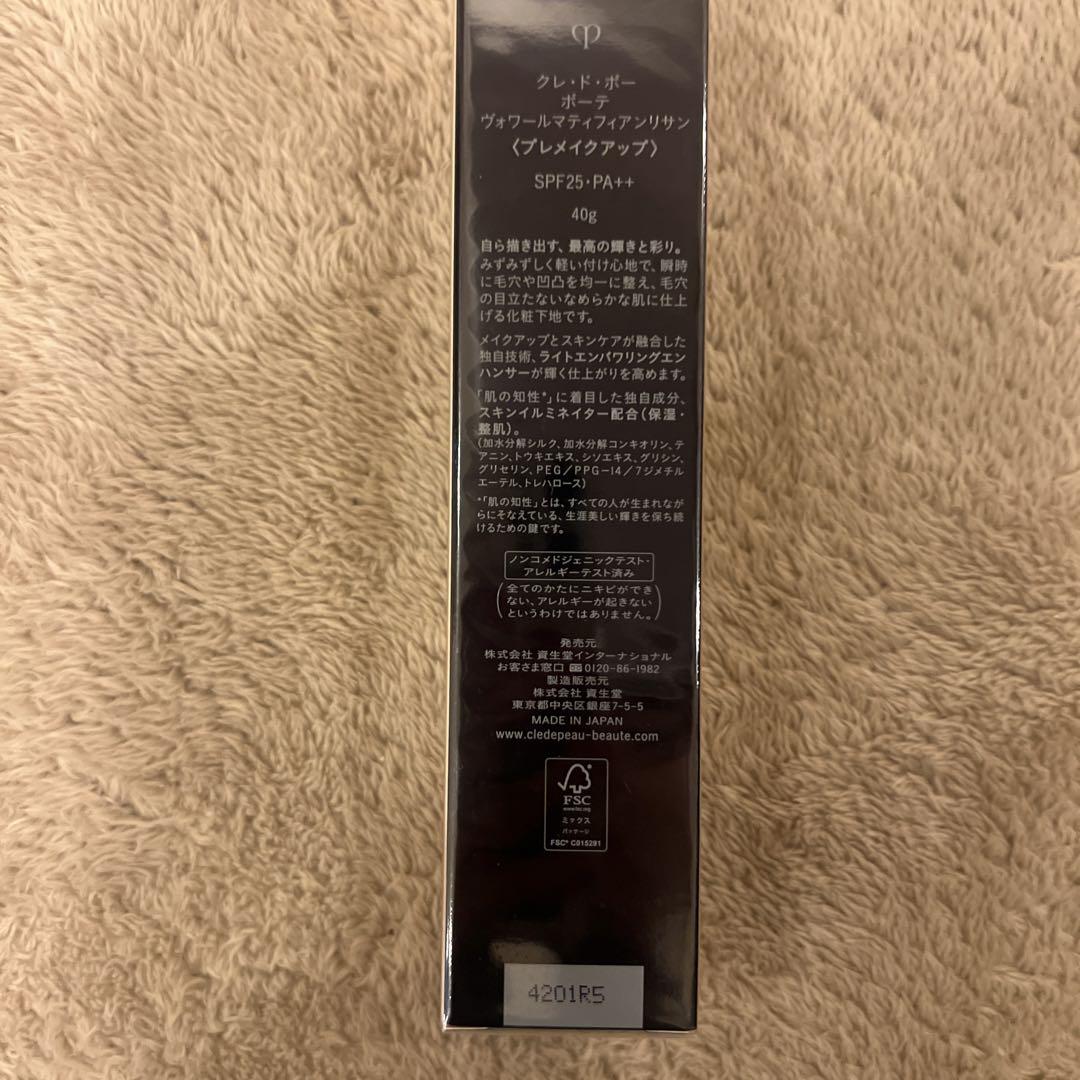 クレ・ド・ポー
ボーテ
ヴォワールマティフィアンリサン
〈プレメイクアップ〉
SPF25・PA++
40g
自ら描き出す、最高の輝きと彩り。
みずみずしく軽い付け心地で、瞬時
に毛穴や凹凸を均一に整え、毛穴
の目立たないなめらかな肌に仕上
げる化粧下地です。
メイクアップとスキンケアが融合した
独自技術、ライトエンパワリングエン
ハンサーが輝く仕上がりを高めます。
「肌の知性*」に着目した独自成分、
スキンイルミネイター配合（保湿・
整肌）。
（加水分解シルク、加水分解コンキオリン、テ
アニン、トウキエキス、シソエキス、グリシン、
グリセリン、PEG／PPG－14／7ジメチル
エーテル、トレハロース）
*「肌の知性」とは、すべての人が生まれなが
らにそなえている、生涯美しい輝きを保ち続
けるための鍵です。
ノンコメドジェニックテスト・
アレルギーテスト済み
（全てのかたにニキビができ
ない、アレルギーが起きない
というわけではありません。）
発売元
株式会社 資生堂インターナショナル
お客さま窓口 0120-86-1982
製造販売元
株式会社 資生堂
東京都中央区銀座7-5-5
MADE IN JAPAN
www.cledepeau-beaute.com
FSC
www.fsc.org
ミックス
パッケージ
FSC® C015291
4201R5